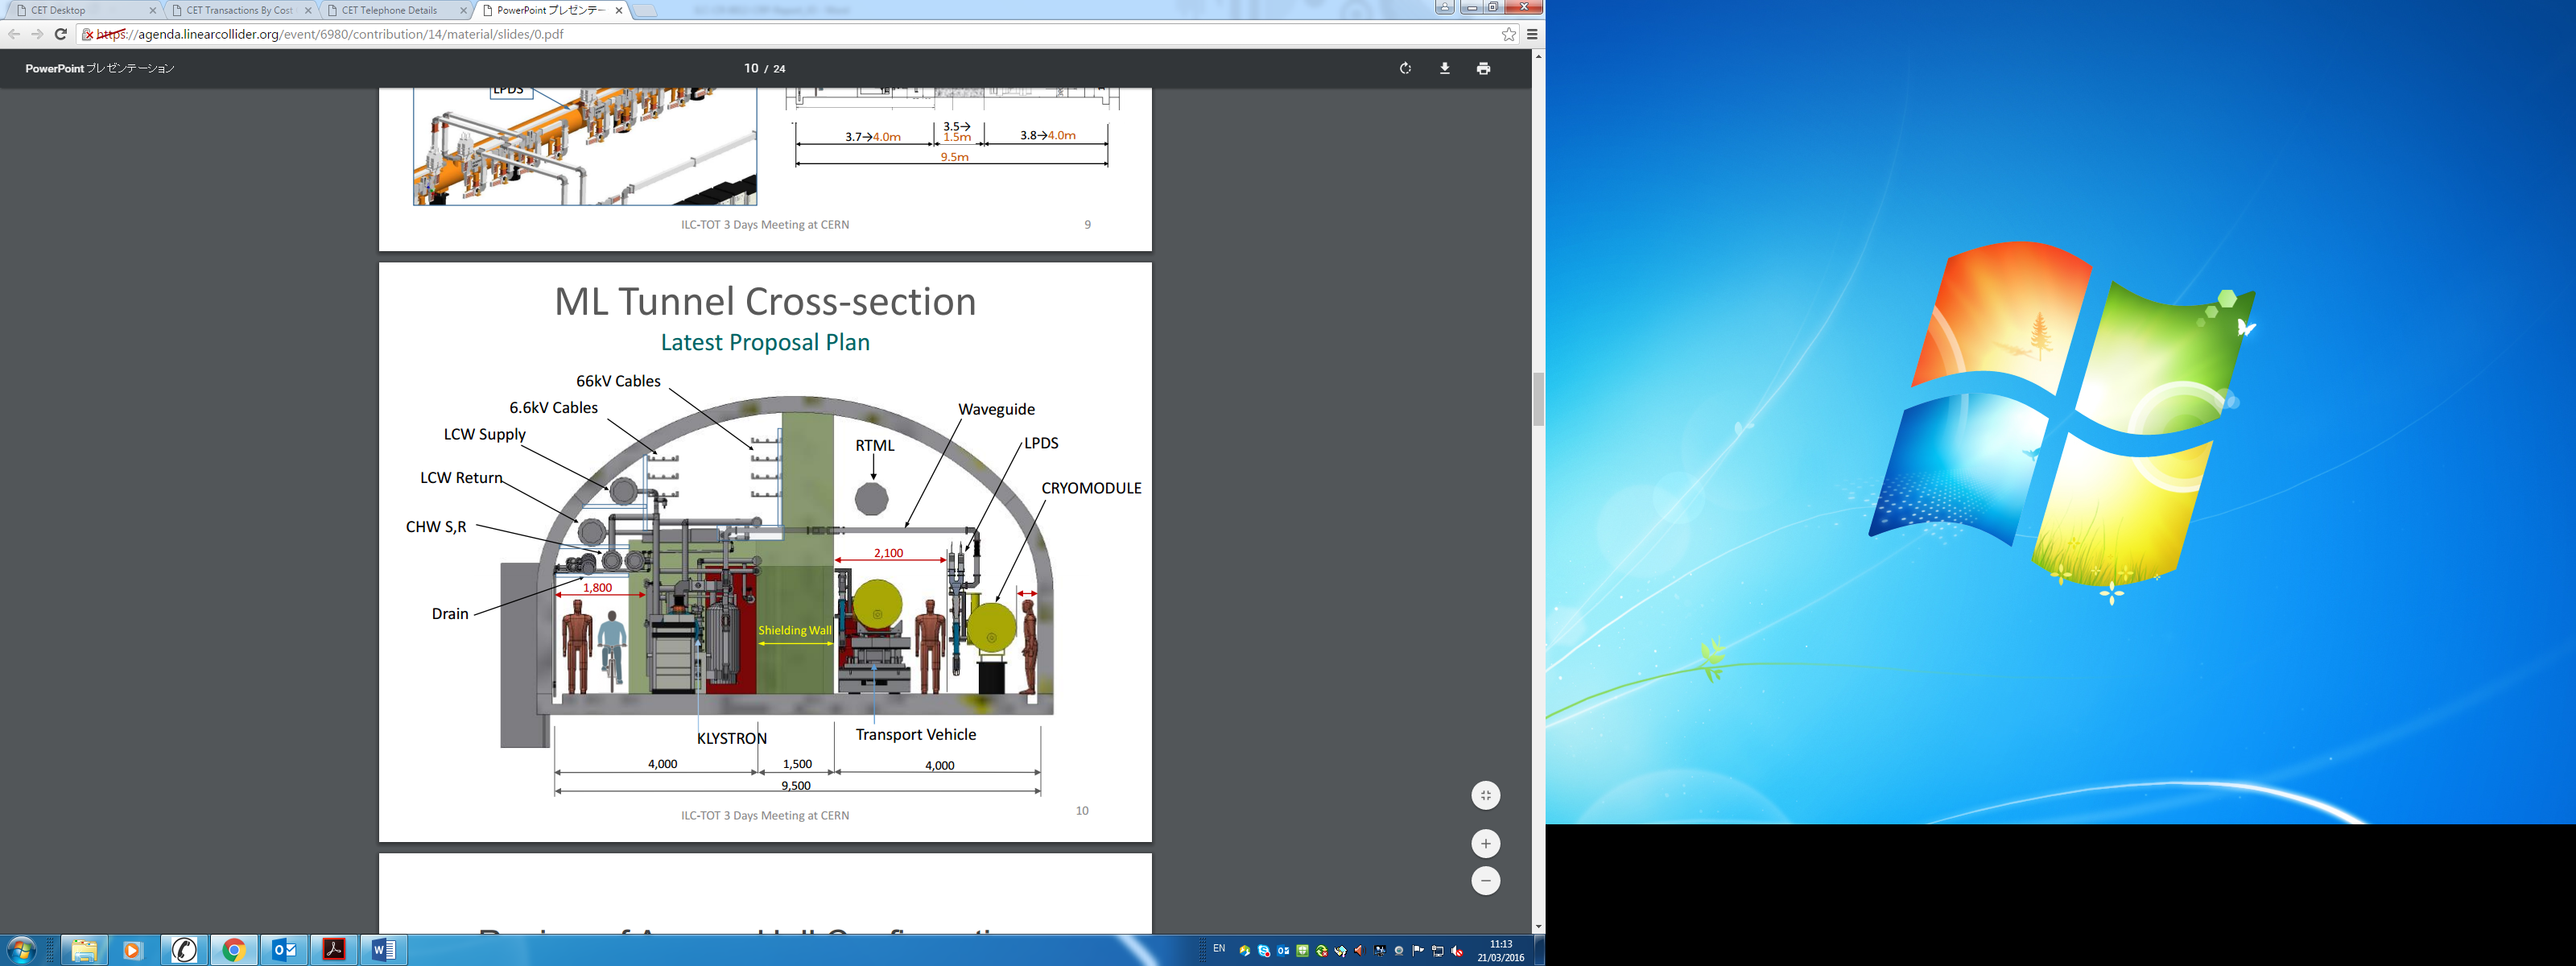 CET Desktop
CET Transactions By Cost
CET Telephone Details
PowerPoint プレゼンテー
https://agenda.linearcollider.org/event/6980/contribution/14/material/slides/0.pdf
PowerPoint プレゼンテーション
10 / 24
LPDS
3.7→4.0m
3.5→
1.5m
3.8→4.0m
9.5m
ILC-TOT 3 Days Meeting at CERN
9
ML Tunnel Cross-section
Latest Proposal Plan
66kV Cables
6.6kV Cables
LCW Supply
LCW Return
CHW S,R
Drain
Waveguide
LPDS
RTML
CRYOMODULE
2,100
1,800
Shielding Wall
KLYSTRON
Transport Vehicle
4,000
1,500
4,000
9,500
ILC-TOT 3 Days Meeting at CERN
10
EN
11:13
21/03/2016